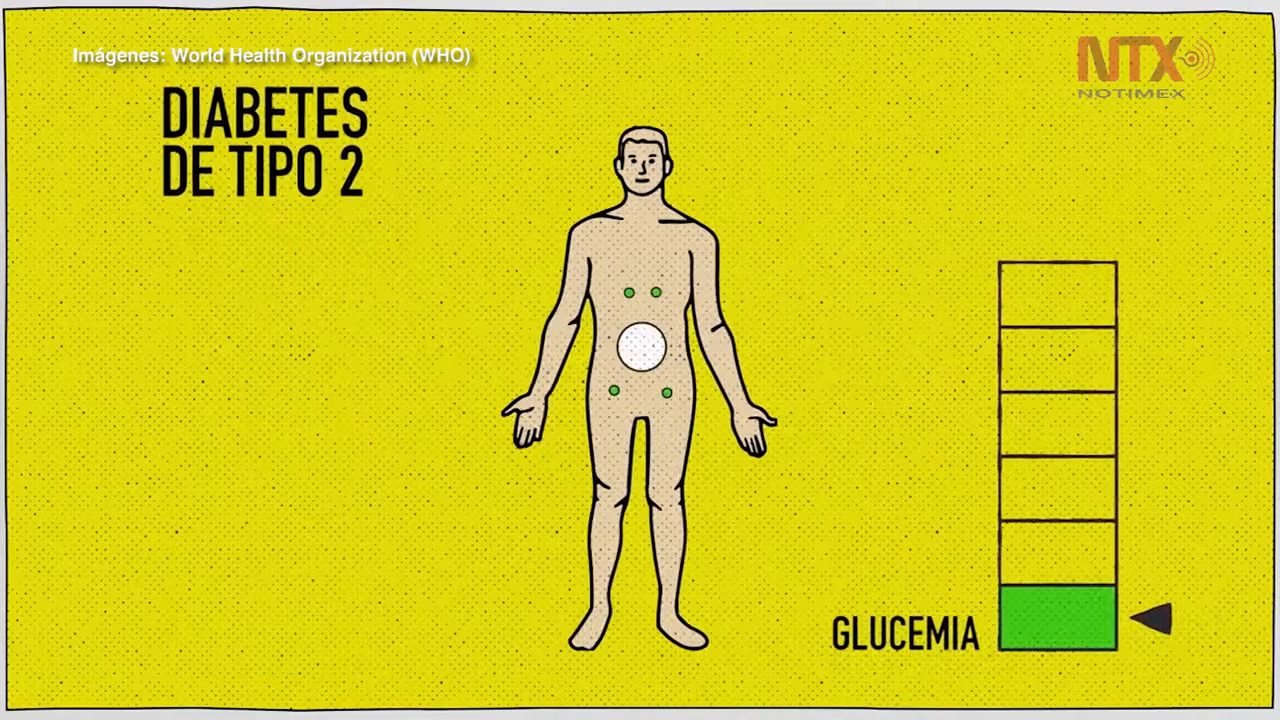 Imágenes: World Health Organization (WHO)
NTX
NOTIMEX
DIABETES
DE TIPO 2
GLUCEMIA